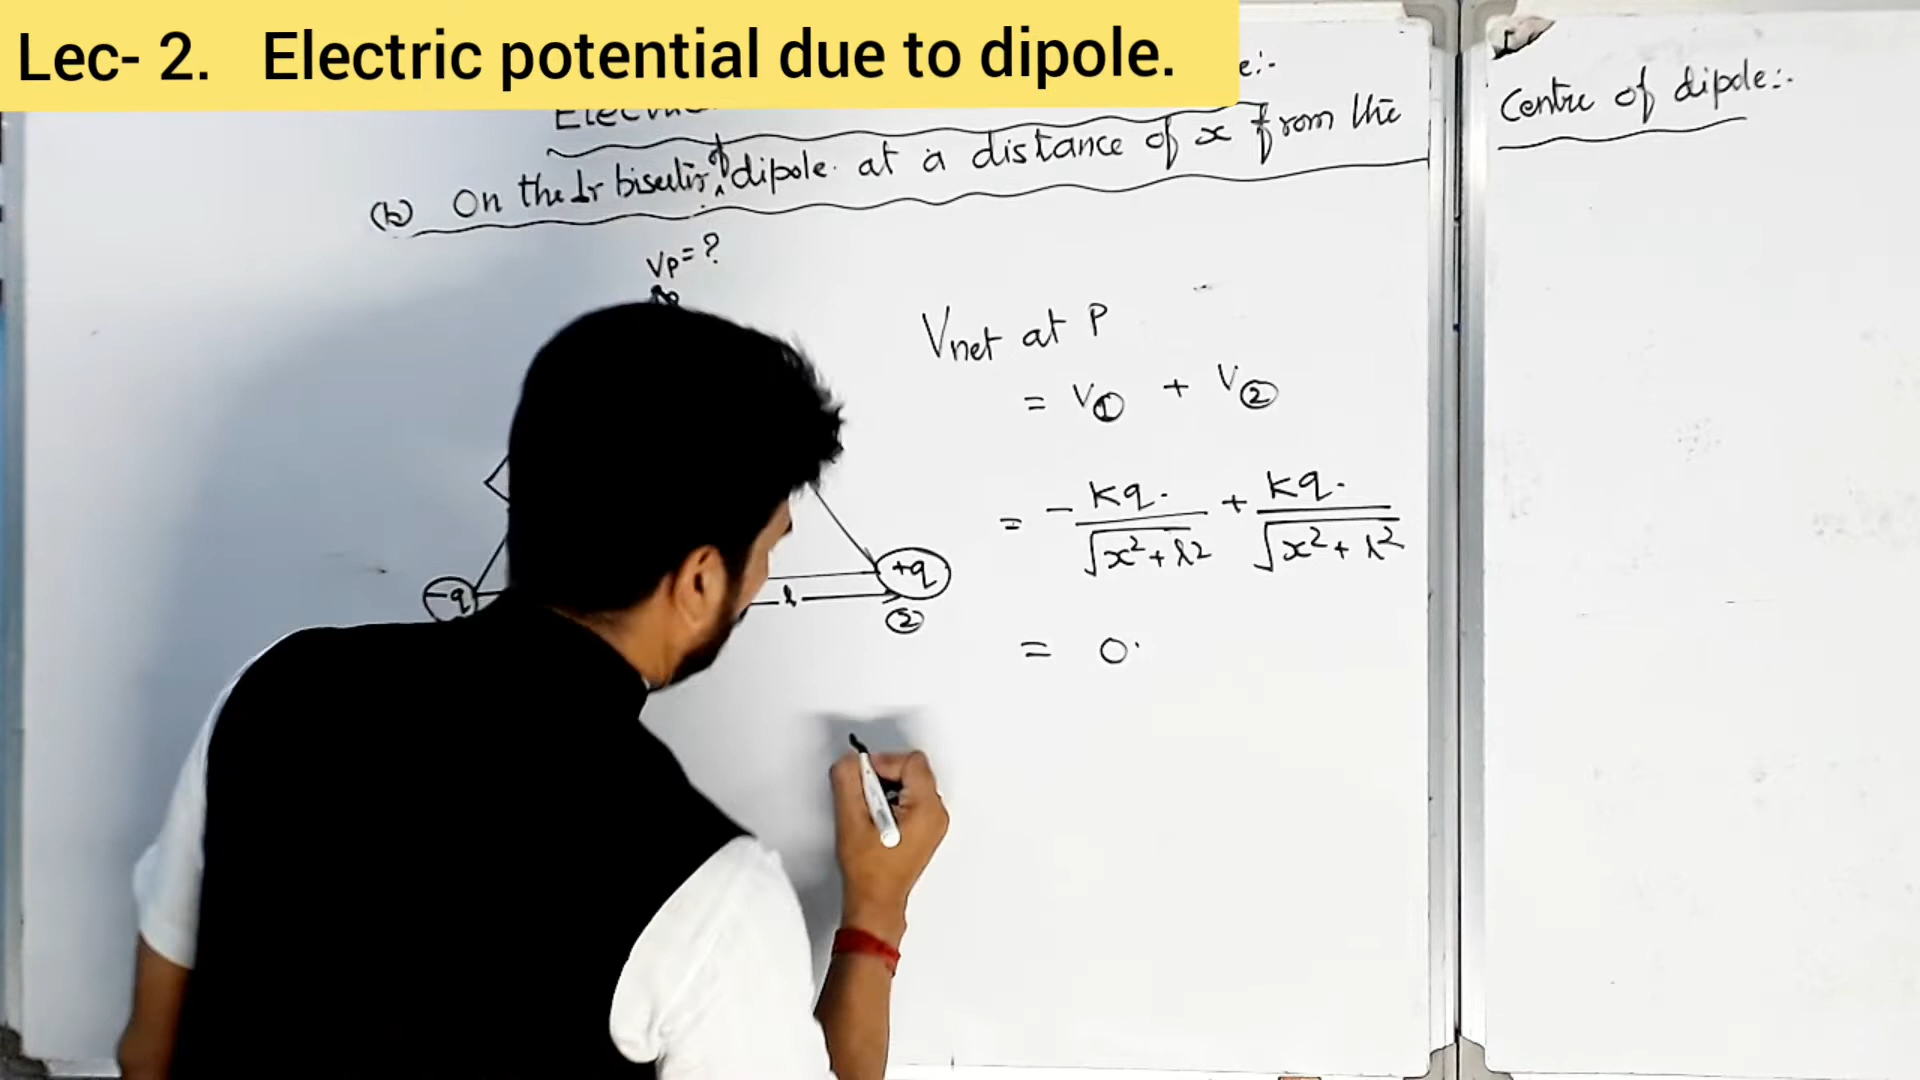 Lec- 2. Electric potential due to dipole.
e:-
(b) On the ⊥r bisector of dipole. at a distance of x from the
Centre of dipole:-
Vp = ?
Vnet at P
= V① + V②
= - Kq. / √x² + l² + Kq. / √x² + l²
= 0.
-q
+q
l
②